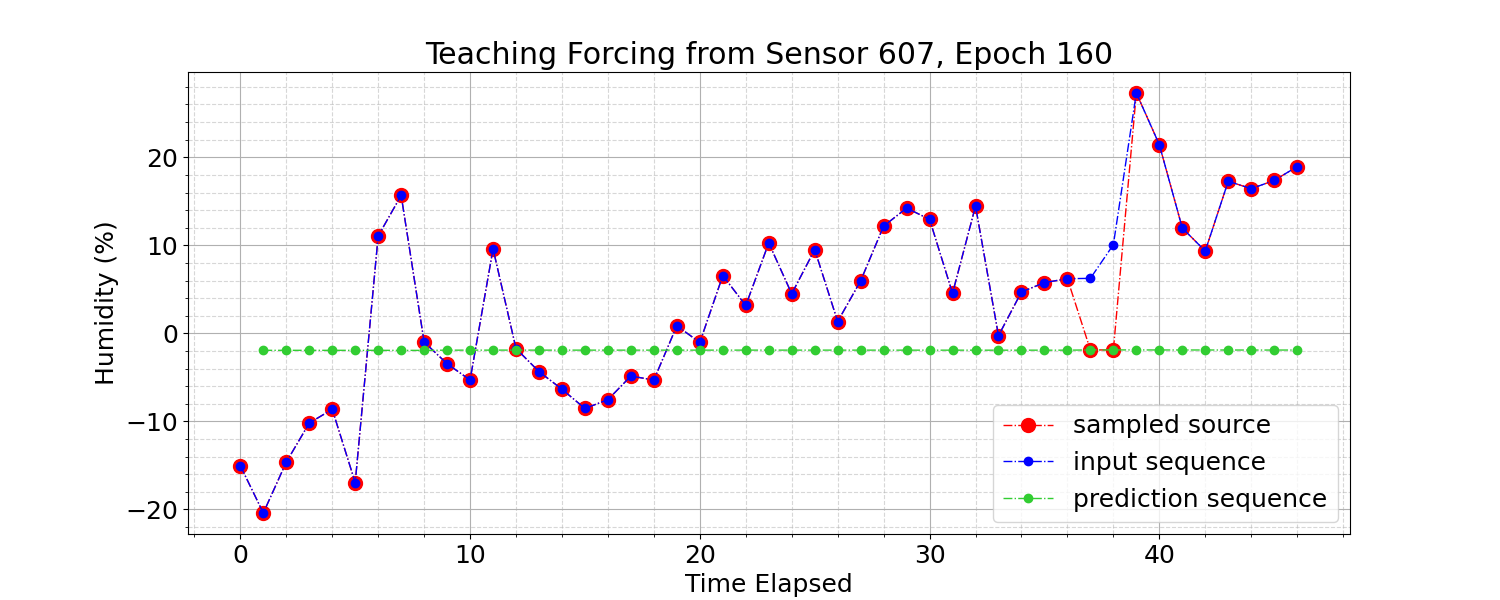 Teaching Forcing from Sensor 607, Epoch 160
Humidity (%)
20
10
0
−10
−20
0 10 20 30 40
Time Elapsed
sampled source
input sequence
prediction sequence